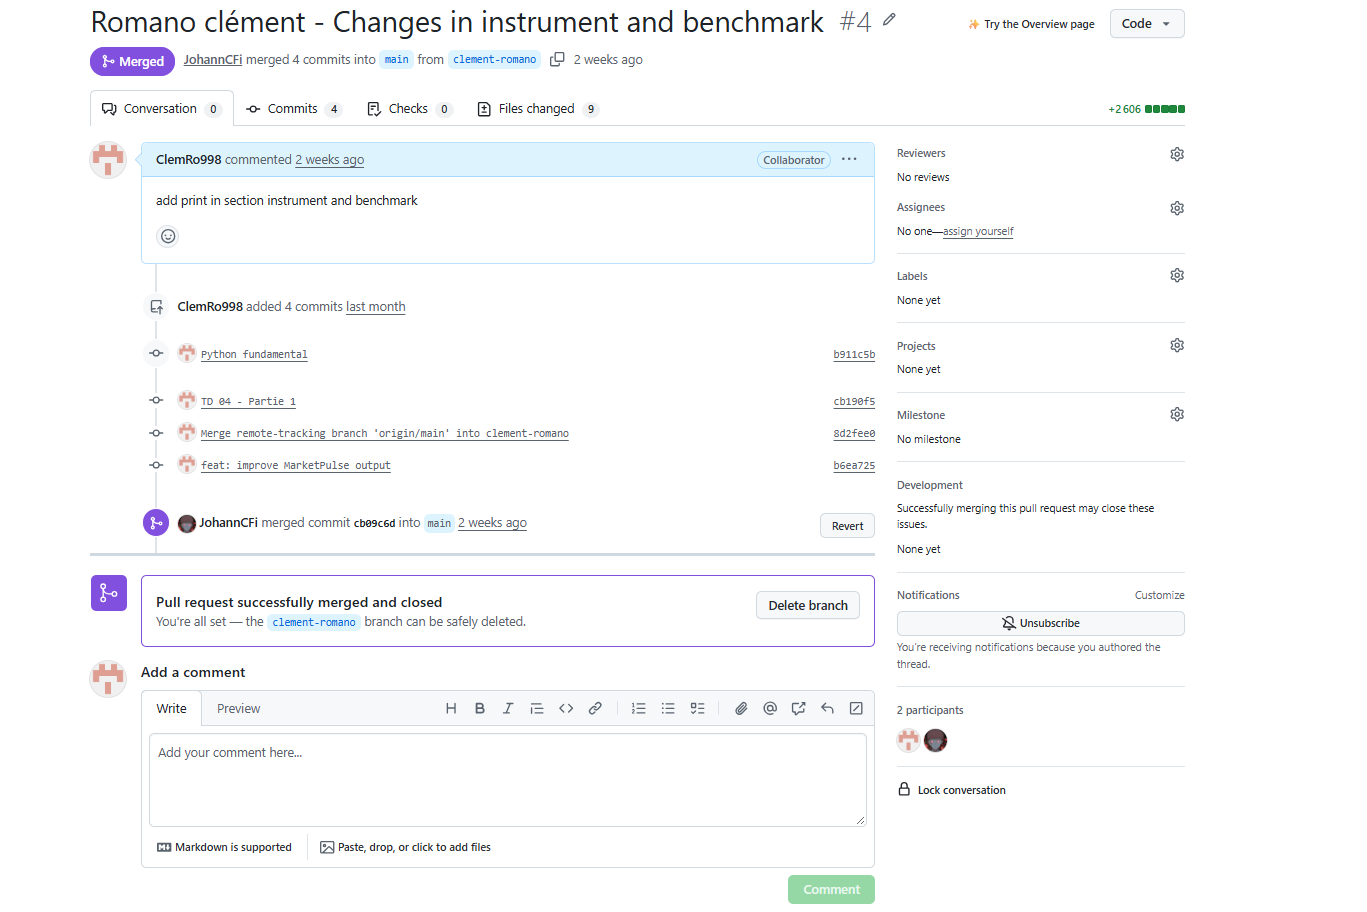 Romano clément - Changes in instrument and benchmark #4
Try the Overview page
Code
Merged
JohannCFi merged 4 commits into main from clement-romano 2 weeks ago
Conversation 0
Commits 4
Checks 0
Files changed 9
+2 606
ClemRo998 commented 2 weeks ago
Collaborator
add print in section instrument and benchmark
ClemRo998 added 4 commits last month
Python fundamental
b911c5b
TD 04 - Partie 1
cb190f5
Merge remote-tracking branch 'origin/main' into clement-romano
8d2fee0
feat: improve MarketPulse output
b6ea725
JohannCFi merged commit cb09c6d into main 2 weeks ago
Revert
Pull request successfully merged and closed
You're all set — the clement-romano branch can be safely deleted.
Delete branch
Add a comment
Write
Preview
Add your comment here...
Markdown is supported
Paste, drop, or click to add files
Comment
Reviewers
No reviews
Assignees
No one—assign yourself
Labels
None yet
Projects
None yet
Milestone
No milestone
Development
Successfully merging this pull request may close these
issues.
None yet
Notifications
Customize
Unsubscribe
You're receiving notifications because you authored the
thread.
2 participants
Lock conversation